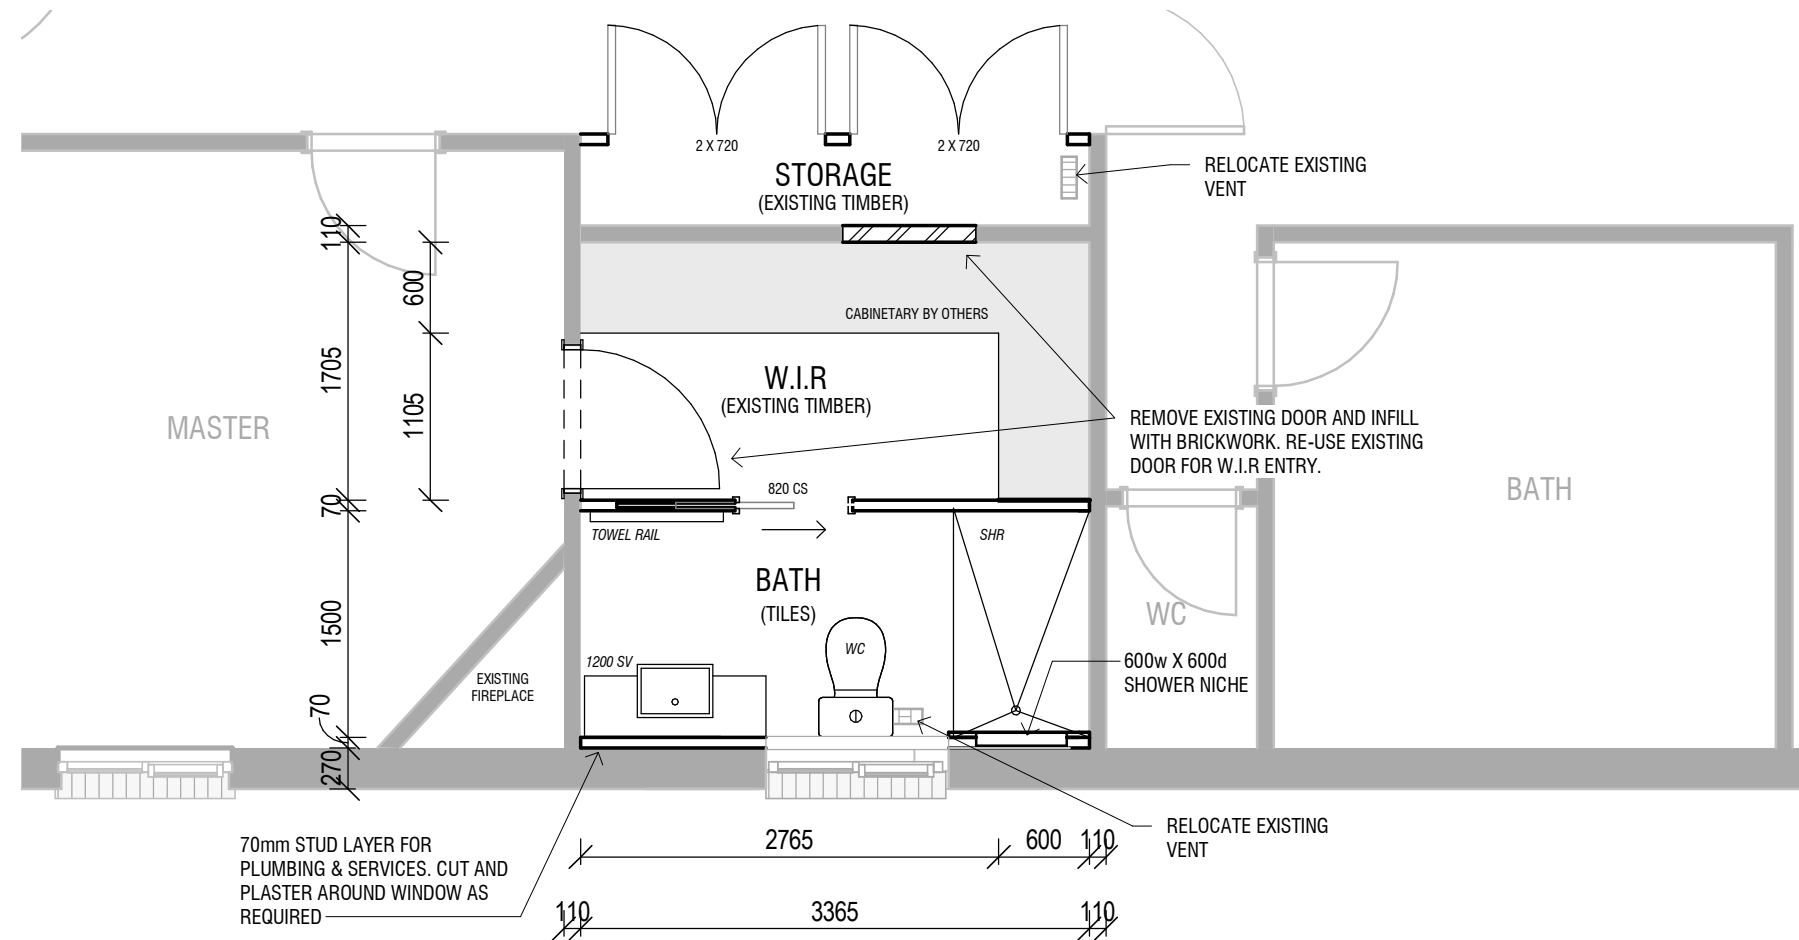 2 X 720
2 X 720
STORAGE
(EXISTING TIMBER)
RELOCATE EXISTING
VENT
110
600
CABINETARY BY OTHERS
1705
1105
W.I.R
(EXISTING TIMBER)
MASTER
REMOVE EXISTING DOOR AND INFILL
WITH BRICKWORK. RE-USE EXISTING
DOOR FOR W.I.R ENTRY.
BATH
70
820 CS
TOWEL RAIL
SHR
BATH
(TILES)
1500
WC
WC
1200 SV
EXISTING
FIREPLACE
600w X 600d
SHOWER NICHE
70
270
70mm STUD LAYER FOR
PLUMBING & SERVICES. CUT AND
PLASTER AROUND WINDOW AS
REQUIRED
RELOCATE EXISTING
VENT
2765
600
110
110
3365
110